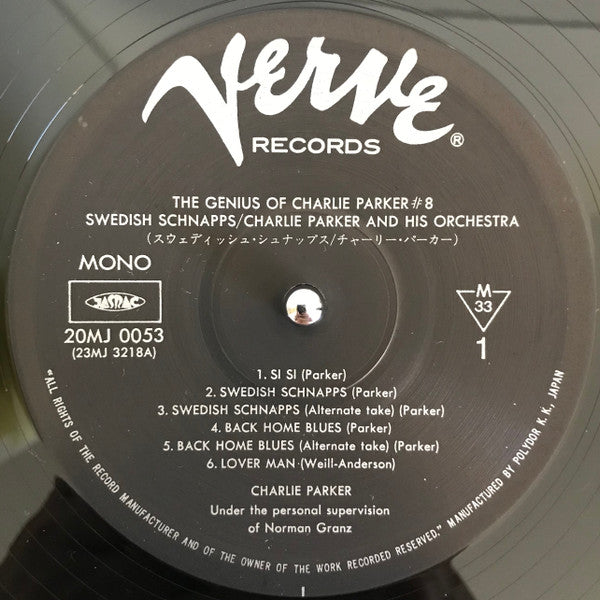 Verve®
RECORDS
THE GENIUS OF CHARLIE PARKER#8
SWEDISH SCHNAPPS/CHARLIE PARKER AND HIS ORCHESTRA
(スウェディッシュ・シュナップス/チャーリー・パーカー)
MONO
JASRAC
20MJ 0053
(23MJ 3218A)
M
33
1
1. SI SI (Parker)
2. SWEDISH SCHNAPPS (Parker)
3. SWEDISH SCHNAPPS (Alternate take) (Parker)
4. BACK HOME BLUES (Parker)
5. BACK HOME BLUES (Alternate take) (Parker)
6. LOVER MAN (Weill-Anderson)
CHARLIE PARKER
Under the personal supervision
of Norman Granz
"ALL RIGHTS OF THE RECORD MANUFACTURER AND OF THE OWNER OF THE WORK RECORDED RESERVED." MANUFACTURED BY POLYDOR K. K., JAPAN